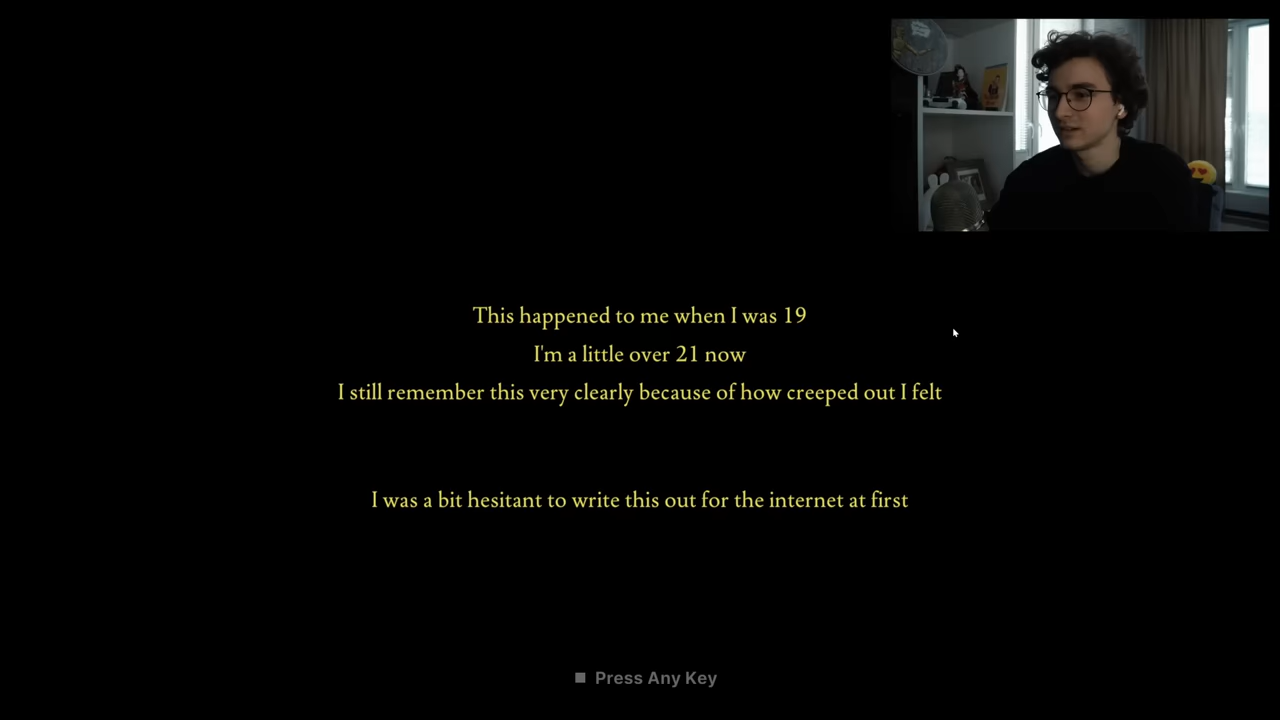 This happened to me when I was 19
I'm a little over 21 now
I still remember this very clearly because of how creeped out I felt
I was a bit hesitant to write this out for the internet at first
Press Any Key